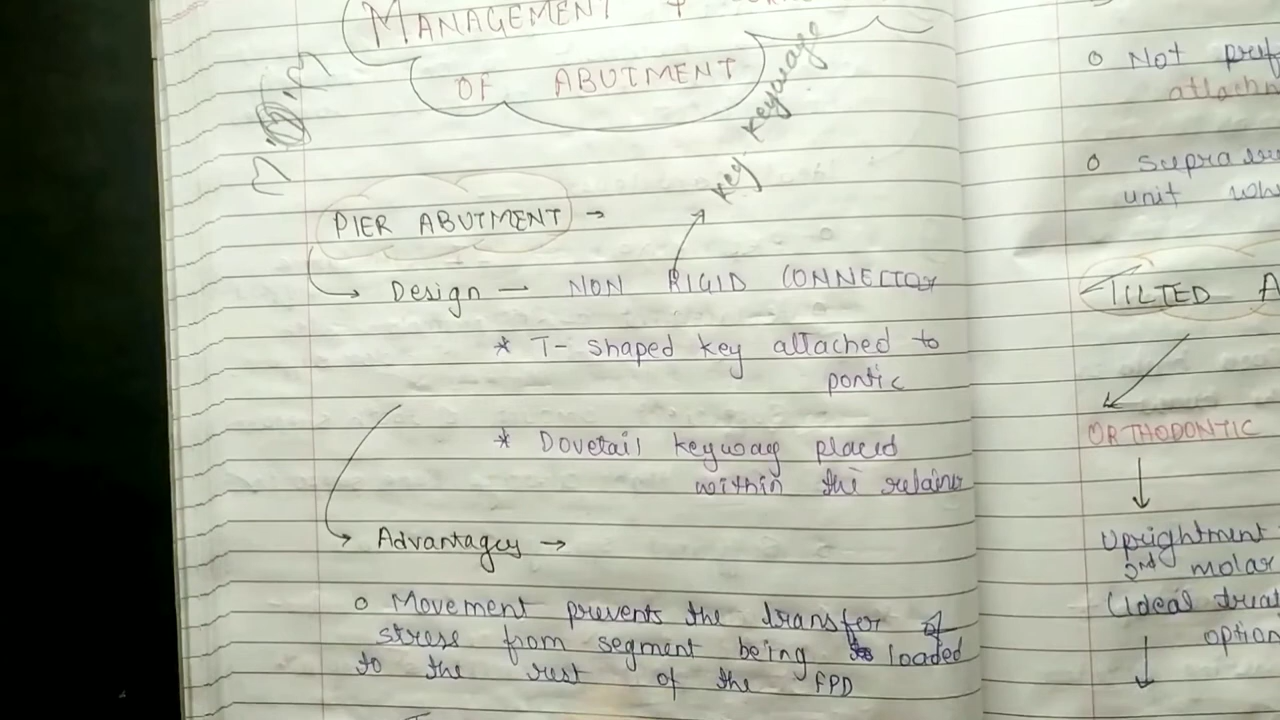 MANAGEMENT
OF ABUTMENT
key keyway
PIER ABUTMENT →
→ Design — NON RIGID CONNECTOR
* T- shaped key attached to
pontic
* Dovetail keyway placed
within the retainer
→ Advantages →
o Movement prevents the transfer of
stress from segment being loaded
to the rest of the FPD
o Not
o Supra
unit
TILTED A
ORTHODONTIC
↓
Uprightment
3rd molar
(Ideal
option
↓